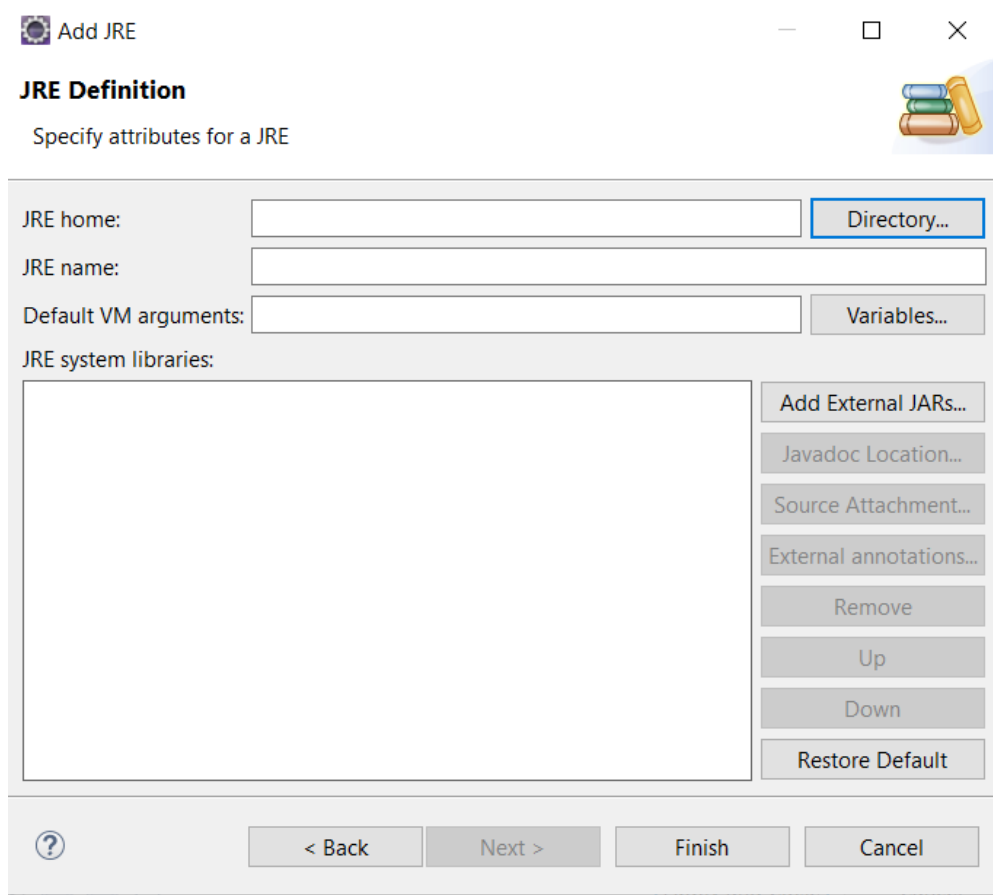 Add JRE
JRE Definition
Specify attributes for a JRE
JRE home:
Directory...
JRE name:
Default VM arguments:
Variables...
JRE system libraries:
Add External JARs...
Javadoc Location...
Source Attachment...
External annotations...
Remove
Up
Down
Restore Default
?
< Back
Next >
Finish
Cancel